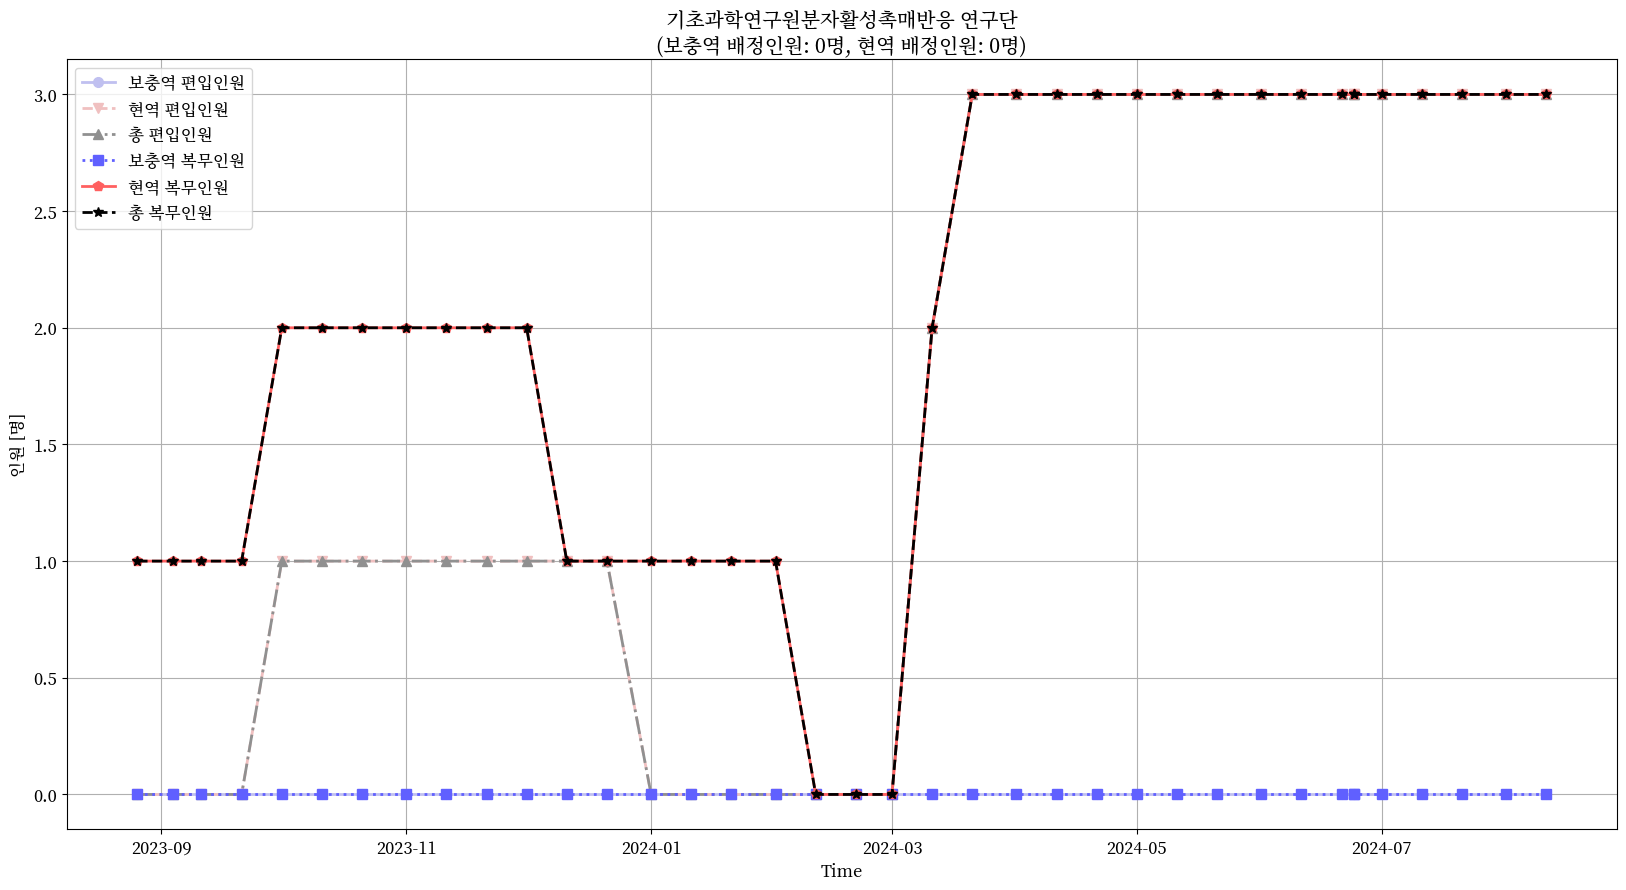 기초과학연구원분자활성촉매반응 연구단
(보충역 배정인원: 0명, 현역 배정인원: 0명)
보충역 편입인원
현역 편입인원
총 편입인원
보충역 복무인원
현역 복무인원
총 복무인원
인원 [명]
3.0
2.5
2.0
1.5
1.0
0.5
0.0
2023-09
2023-11
2024-01
2024-03
2024-05
2024-07
Time